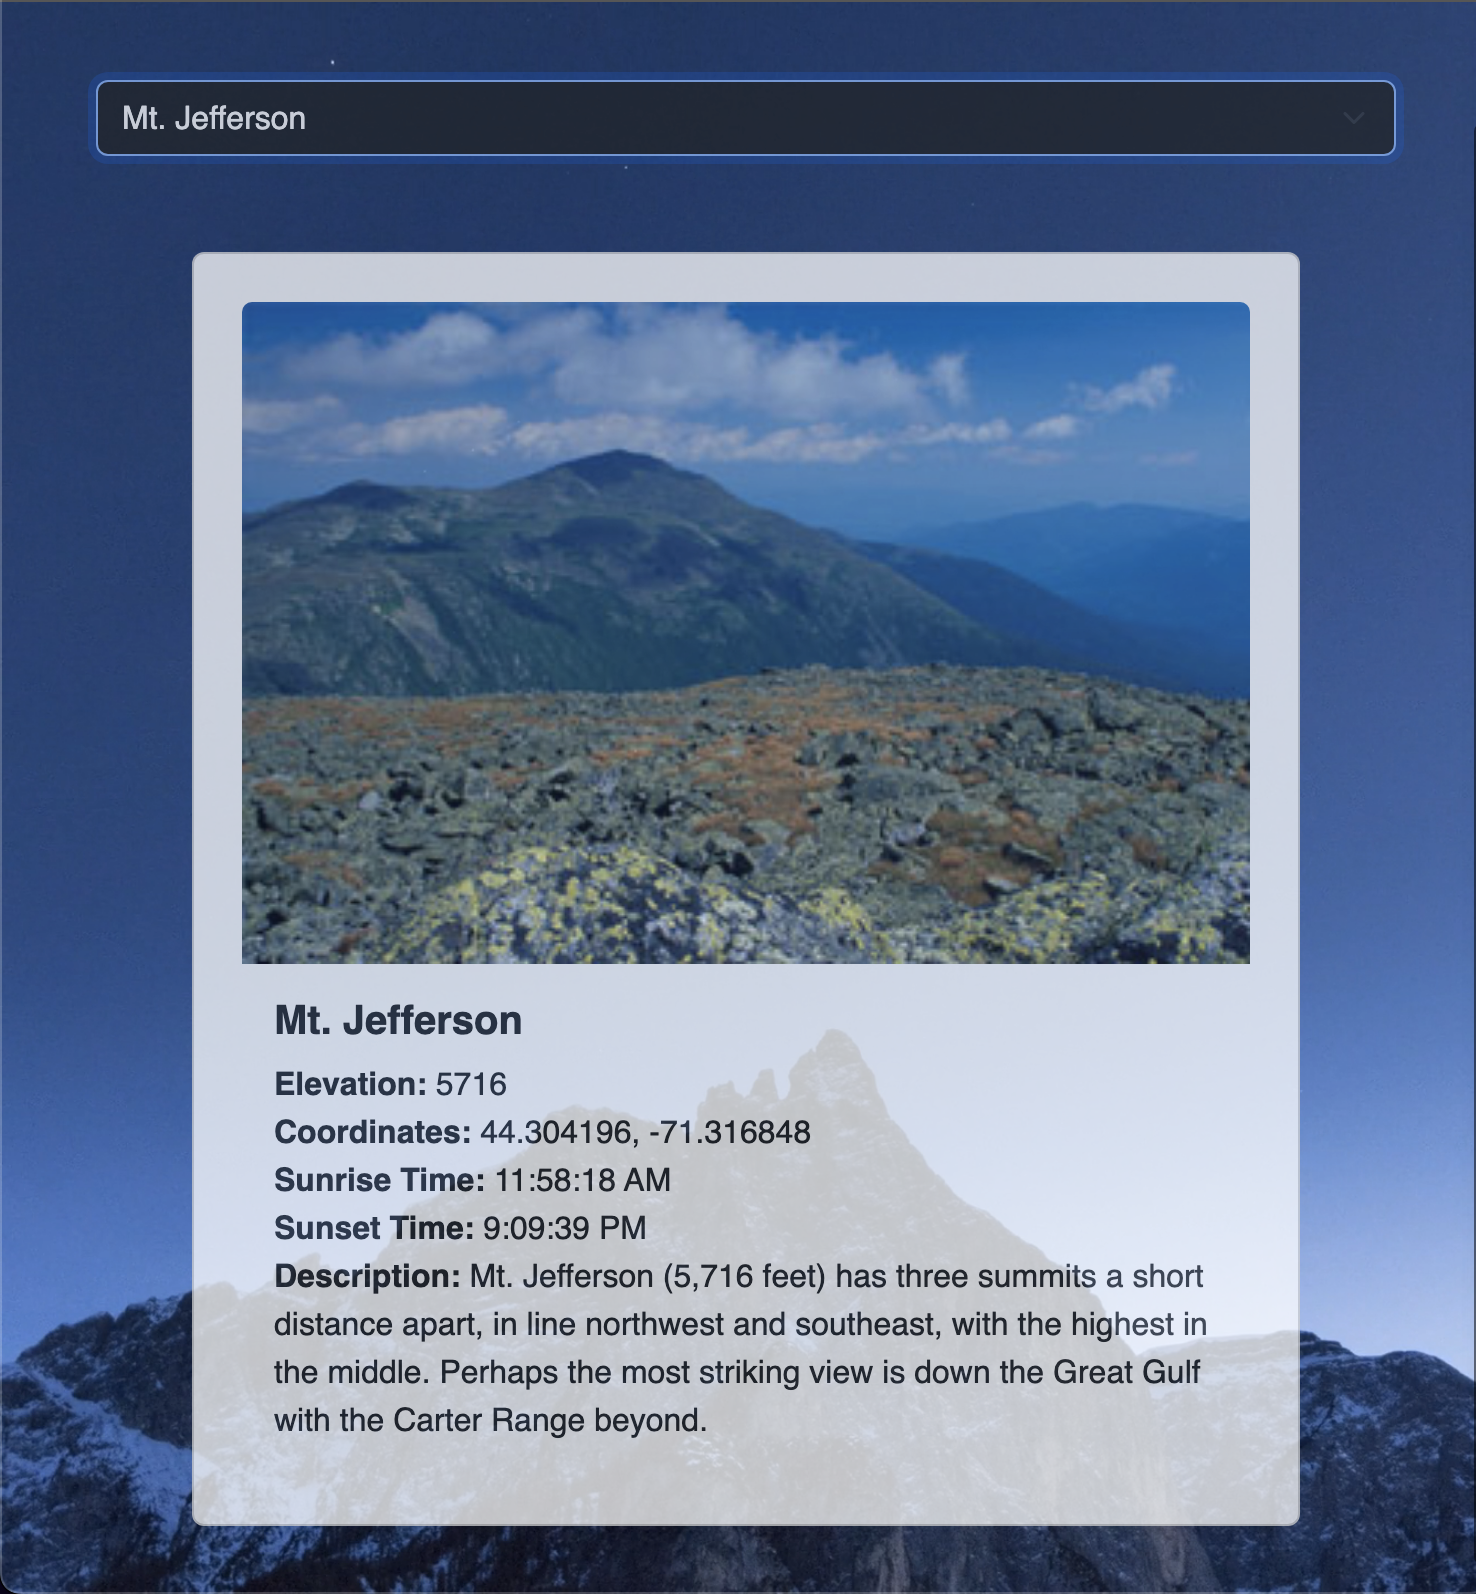 Mt. Jefferson
Mt. Jefferson
Elevation: 5716
Coordinates: 44.304196, -71.316848
Sunrise Time: 11:58:18 AM
Sunset Time: 9:09:39 PM
Description: Mt. Jefferson (5,716 feet) has three summits a short
distance apart, in line northwest and southeast, with the highest in
the middle. Perhaps the most striking view is down the Great Gulf
with the Carter Range beyond.